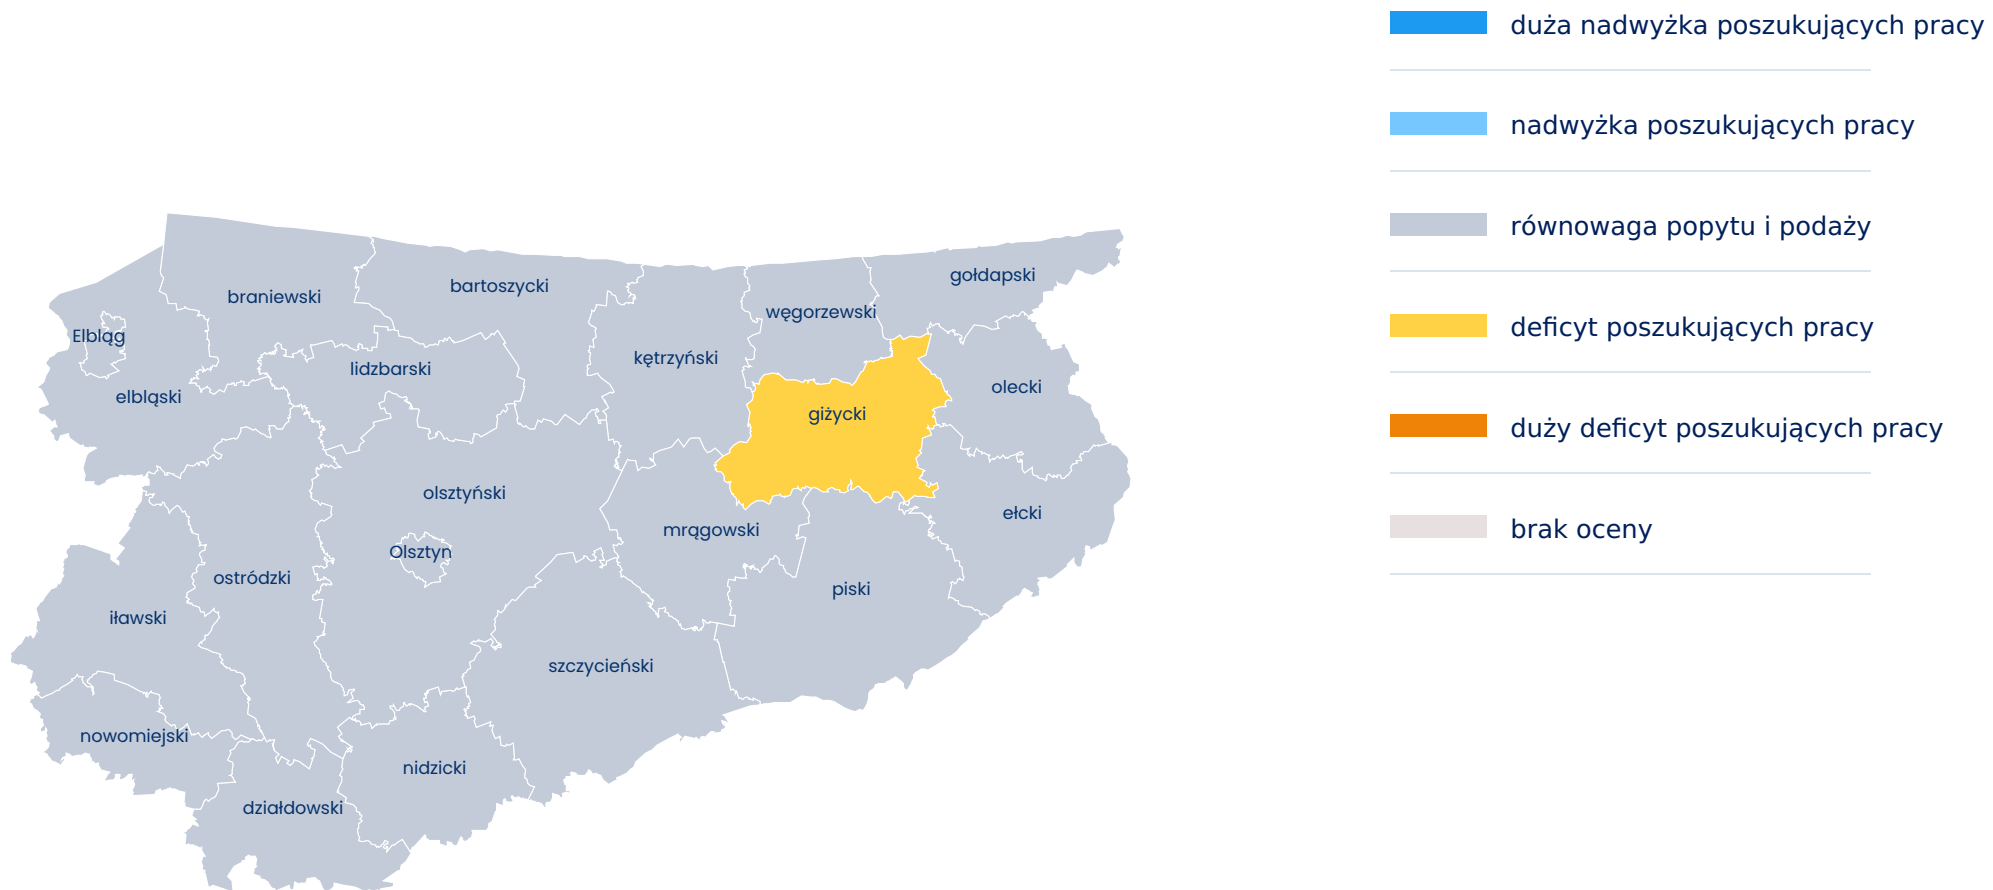 duża nadwyżka poszukujących pracy
nadwyżka poszukujących pracy
równowaga popytu i podaży
deficyt poszukujących pracy
duży deficyt poszukujących pracy
brak oceny
gołdapski
bartoszycki
braniewski
węgorzewski
Elbląg
kętrzyński
lidzbarski
olecki
elbląski
giżycki
olsztyński
ełcki
mrągowski
Olsztyn
ostródzki
piski
iławski
szczycieński
nowomiejski
nidzicki
działdowski